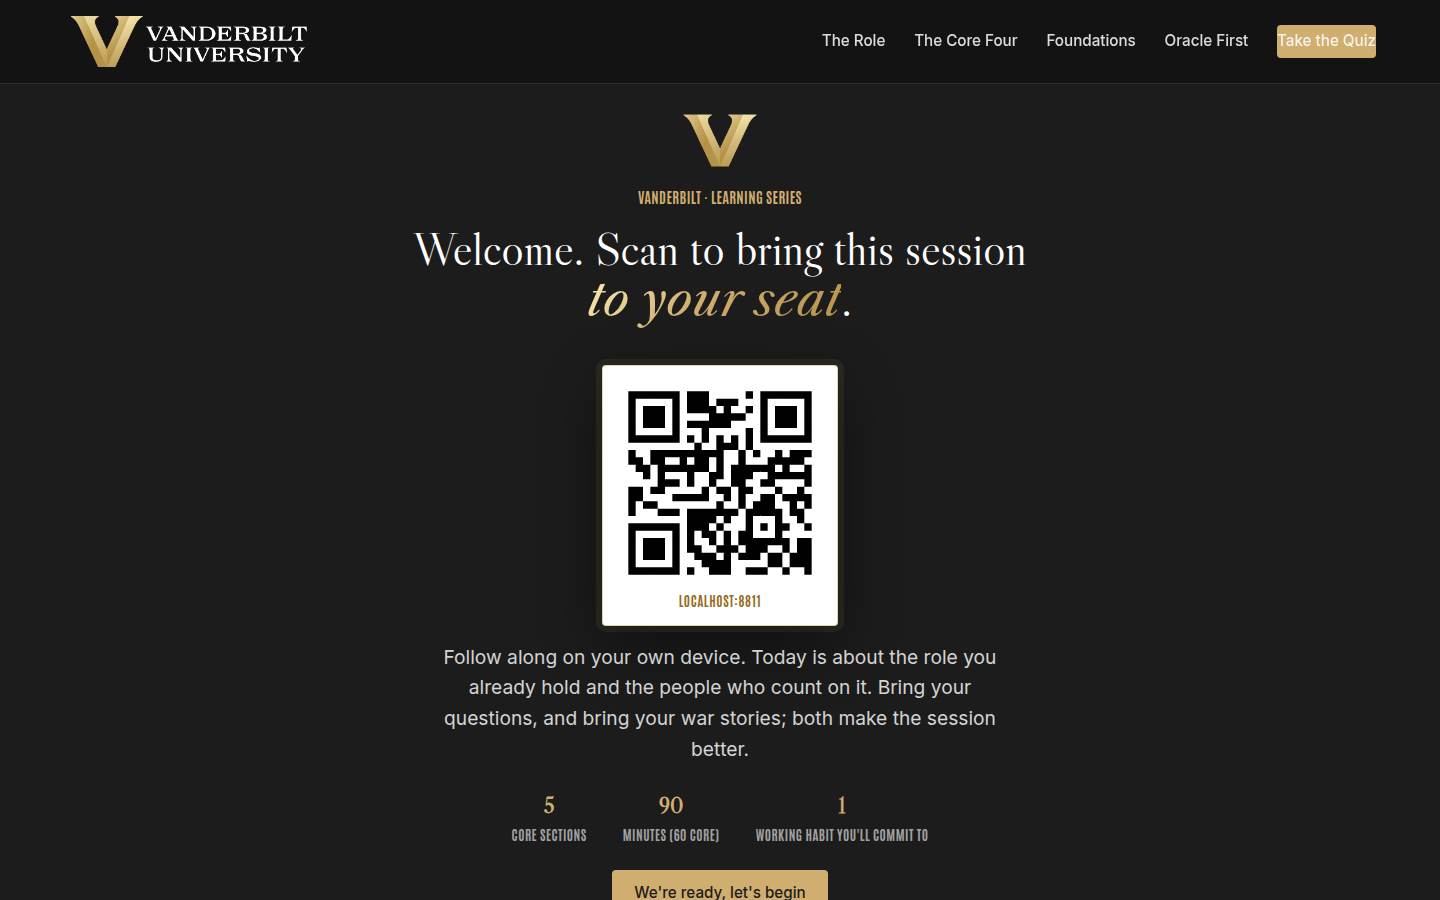 VANDERBILT
UNIVERSITY
The Role
The Core Four
Foundations
Oracle First
Take the Quiz
VANDERBILT · LEARNING SERIES
Welcome. Scan to bring this session
to your seat.
LOCALHOST:8811
Follow along on your own device. Today is about the role you
already hold and the people who count on it. Bring your
questions, and bring your war stories; both make the session
better.
5
CORE SECTIONS
90
MINUTES (60 CORE)
1
WORKING HABIT YOU'LL COMMIT TO
We're ready, let's begin